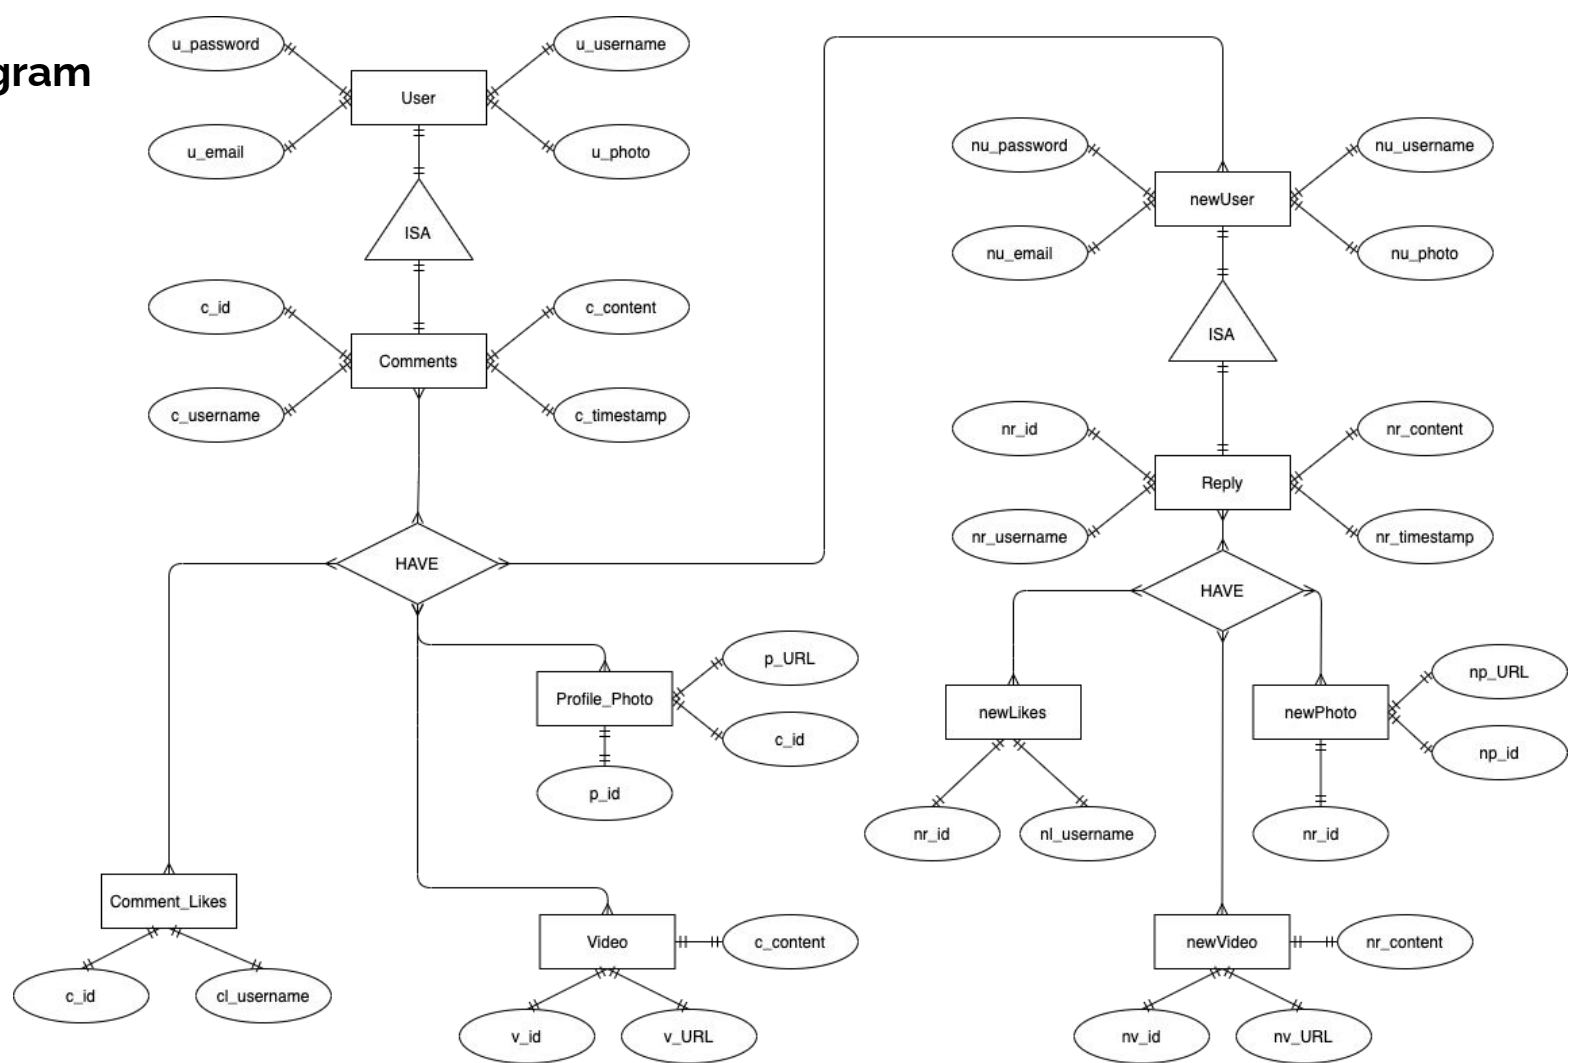 gram
u_password
u_username
User
u_email
u_photo
ISA
c_id
c_content
Comments
c_username
c_timestamp
HAVE
p_URL
Profile_Photo
c_id
p_id
Comment_Likes
c_id
cl_username
Video
c_content
v_id
v_URL
nu_password
nu_username
newUser
nu_email
nu_photo
ISA
nr_id
nr_content
Reply
nr_username
nr_timestamp
HAVE
newLikes
nr_id
nl_username
np_URL
newPhoto
np_id
nr_id
newVideo
nr_content
nv_id
nv_URL